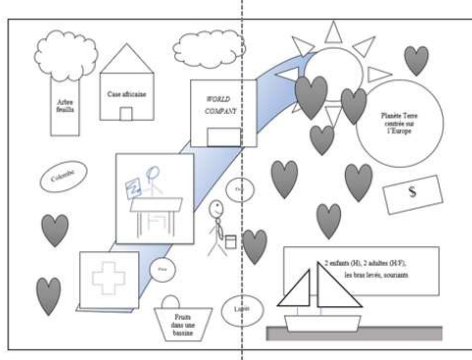 Arbre
feuillu
Case africaine
WORLD
COMPANY
Planète Terre
centrée sur
l'Europe
Colombe
$
2 enfants (H), 2 adultes (H/F),
les bras levés, souriants
Fruits
dans une
bassine
Lapin